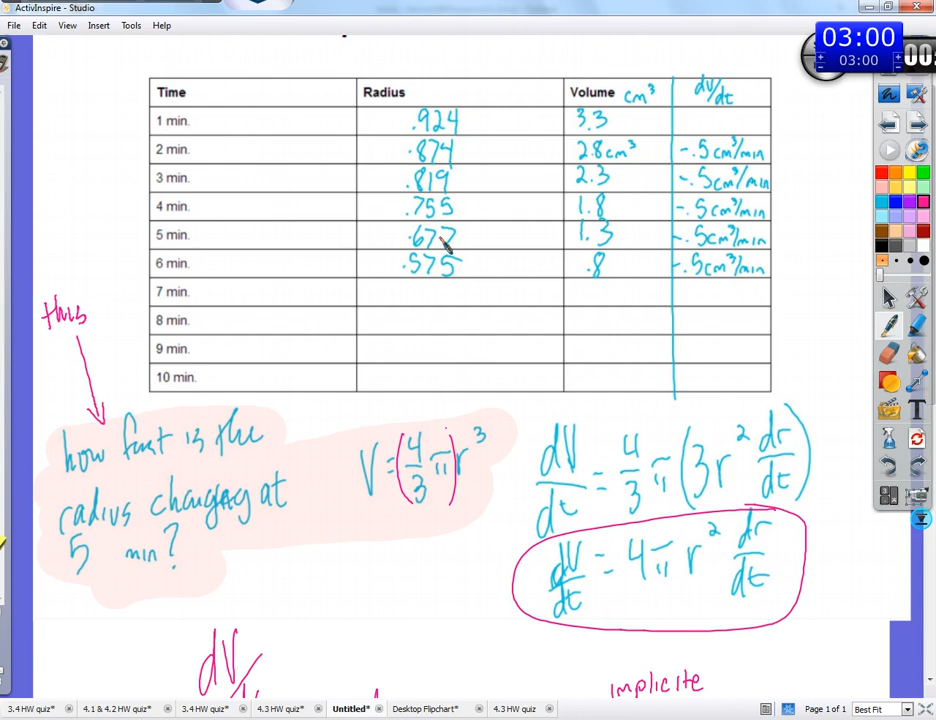 ActivInspire - Studio
File Edit View Insert Tools Help
03:00
03:00
Time Radius Volume cm³ dV/dt
1 min. .924 3.3
2 min. .874 2.8cm³ -.5cm³/min
3 min. .819 2.3 -.5cm³/min
4 min. .755 1.8 -.5cm³/min
5 min. .677 1.3 -.5cm³/min
6 min. .575 .8 -.5cm³/min
7 min.
8 min.
9 min.
10 min.
this
how fast is the
radius changing at
5 min?
V=(4/3 π)r³
dV/dt = 4/3 π (3r² dr/dt)
dV/dt = 4π r² dr/dt
dV
implicite
3.4 HW quiz* 4.1 & 4.2 HW quiz* 3.4 HW quiz* 4.3 HW quiz* Untitled* Desktop Flipchart* 4.3 HW quiz Page 1 of 1 Best Fit